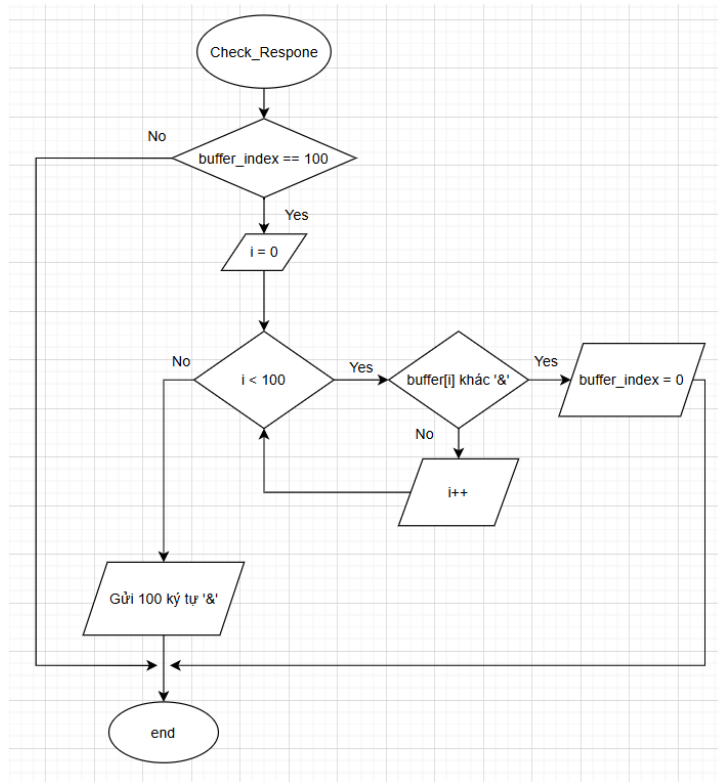 Check_Respone
No
buffer_index == 100
Yes
i = 0
No
i < 100
Yes
buffer[i] khác '&'
Yes
buffer_index = 0
No
i++
Gửi 100 ký tự '&'
end